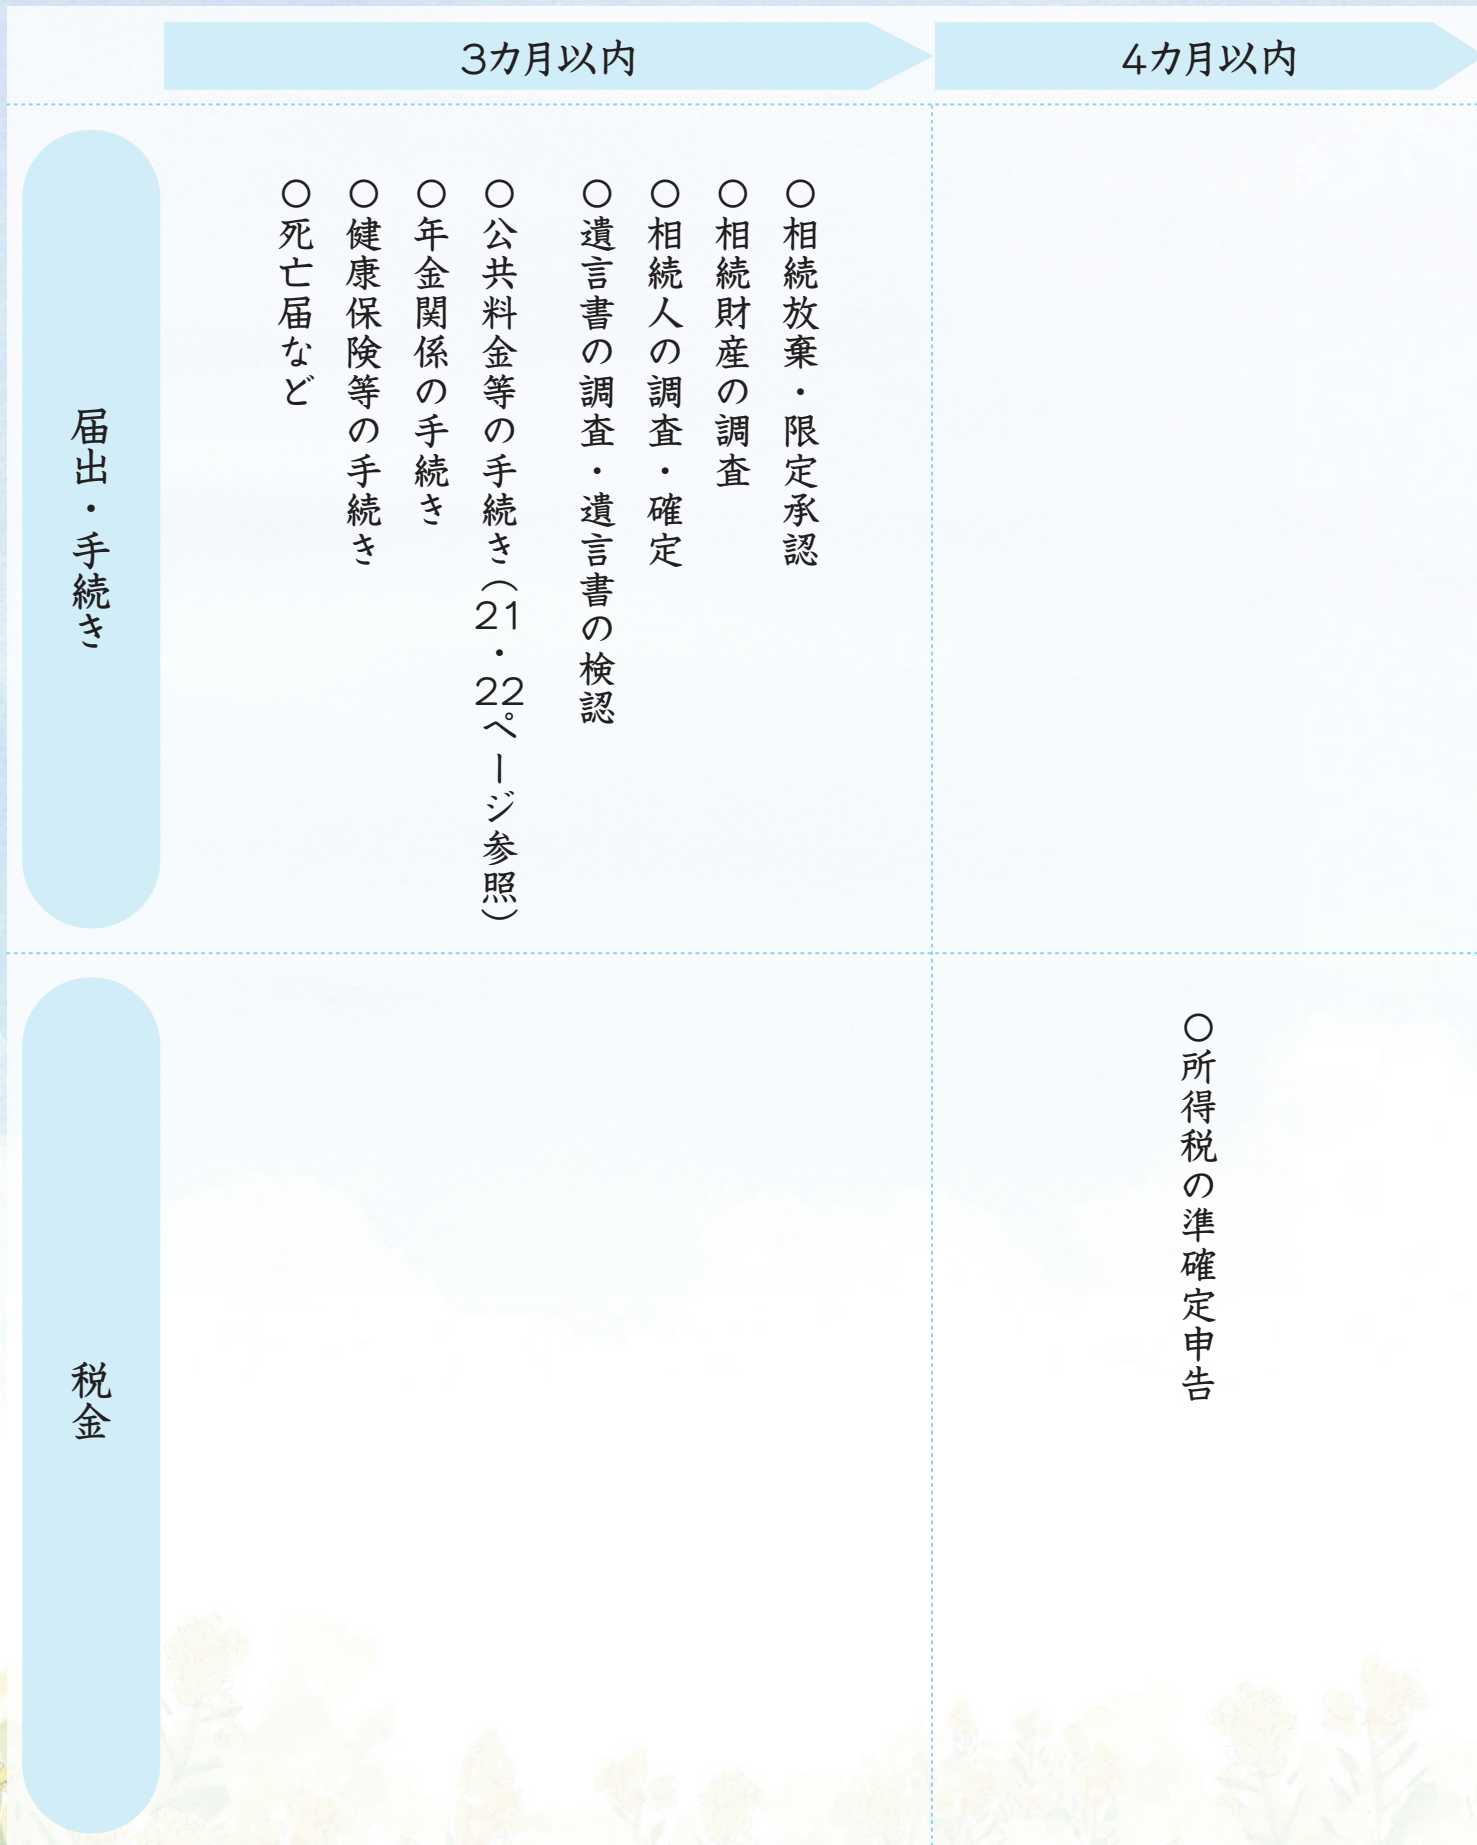 3カ月以内
4カ月以内
届出・手続き
○死亡届など
○健康保険等の手続き
○年金関係の手続き
○公共料金等の手続き(21・22ページ参照)
○遺言書の調査・遺言書の検認
○相続人の調査・確定
○相続財産の調査
○相続放棄・限定承認
税金
○所得税の準確定申告